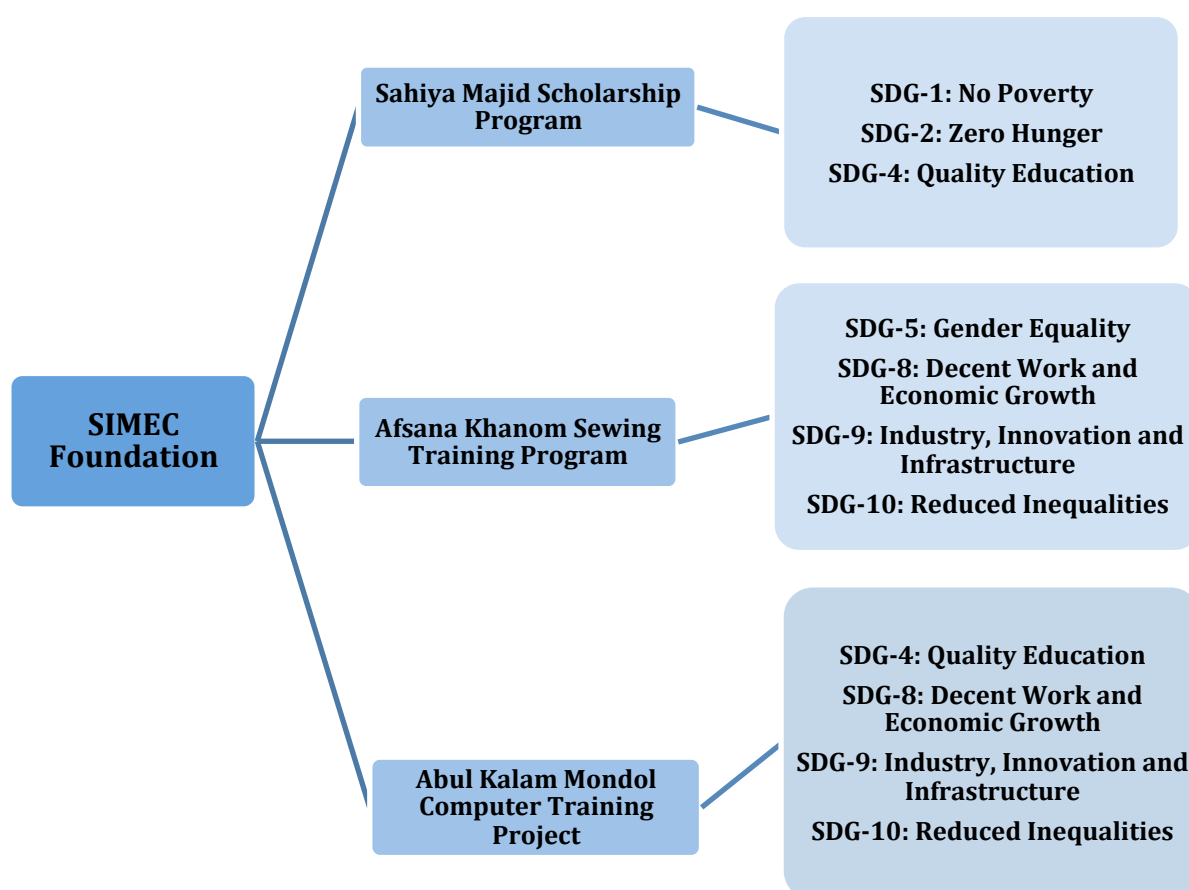 SIMEC
Foundation
Sahiya Majid Scholarship
Program
SDG-1: No Poverty
SDG-2: Zero Hunger
SDG-4: Quality Education
Afsana Khanom Sewing
Training Program
SDG-5: Gender Equality
SDG-8: Decent Work and
Economic Growth
SDG-9: Industry, Innovation and
Infrastructure
SDG-10: Reduced Inequalities
Abul Kalam Mondol
Computer Training
Project
SDG-4: Quality Education
SDG-8: Decent Work and
Economic Growth
SDG-9: Industry, Innovation and
Infrastructure
SDG-10: Reduced Inequalities